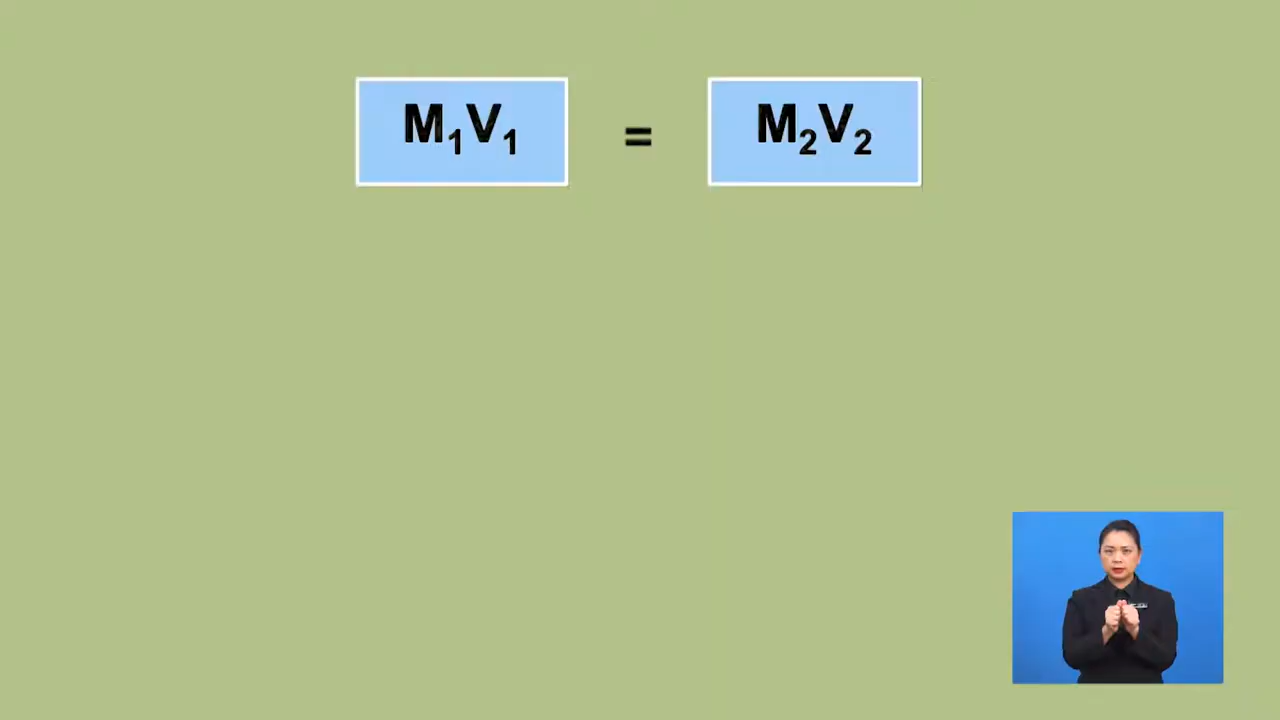 M₁V₁ = M₂V₂